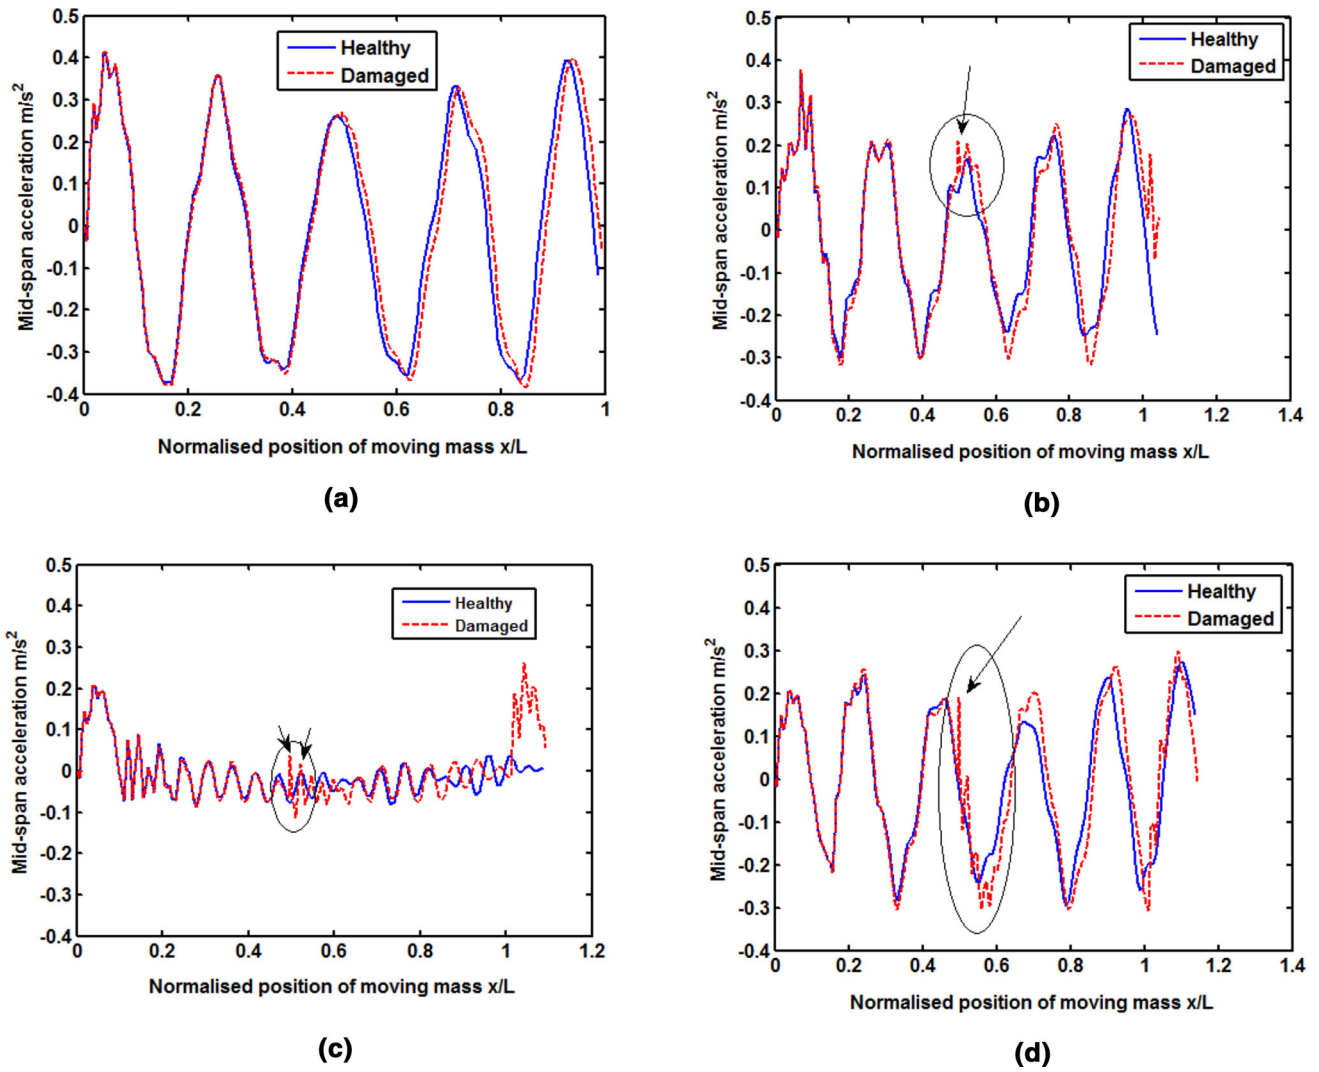 0.5
0.4
0.3
0.2
0.1
0
-0.1
-0.2
-0.3
-0.4
Mid-span acceleration m/s²
Healthy
Damaged
0 0.2 0.4 0.6 0.8 1
Normalised position of moving mass x/L
(a)
0.5
0.4
0.3
0.2
0.1
0
-0.1
-0.2
-0.3
-0.4
Mid-span acceleration m/s²
Healthy
Damaged
0 0.2 0.4 0.6 0.8 1 1.2 1.4
Normalised position of moving mass x/L
(b)
0.5
0.4
0.3
0.2
0.1
0
-0.1
-0.2
-0.3
-0.4
Mid-span acceleration m/s²
Healthy
Damaged
0 0.2 0.4 0.6 0.8 1 1.2
Normalised position of moving mass x/L
(c)
0.5
0.4
0.3
0.2
0.1
0
-0.1
-0.2
-0.3
-0.4
Mid-span acceleration m/s²
Healthy
Damaged
0 0.2 0.4 0.6 0.8 1 1.2 1.4
Normalised position of moving mass x/L
(d)